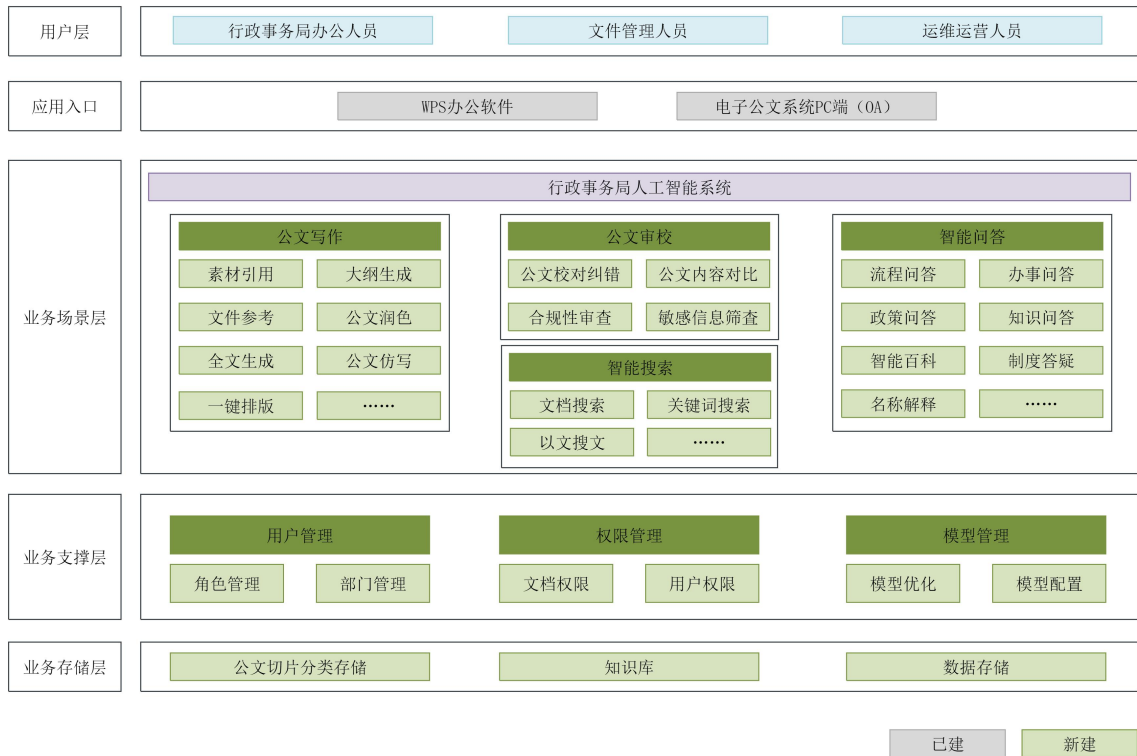 用户层
行政事务局办公人员
文件管理人员
运维运营人员
应用入口
WPS办公软件
电子公文系统PC端（OA）
业务场景层
行政事务局人工智能系统
公文写作
素材引用
大纲生成
文件参考
公文润色
全文生成
公文仿写
一键排版
……
公文审校
公文校对纠错
公文内容对比
合规性审查
敏感信息筛查
智能搜索
文档搜索
关键词搜索
以文搜文
……
智能问答
流程问答
办事问答
政策问答
知识问答
智能百科
制度答疑
名称解释
……
业务支撑层
用户管理
角色管理
部门管理
权限管理
文档权限
用户权限
模型管理
模型优化
模型配置
业务存储层
公文切片分类存储
知识库
数据存储
已建
新建